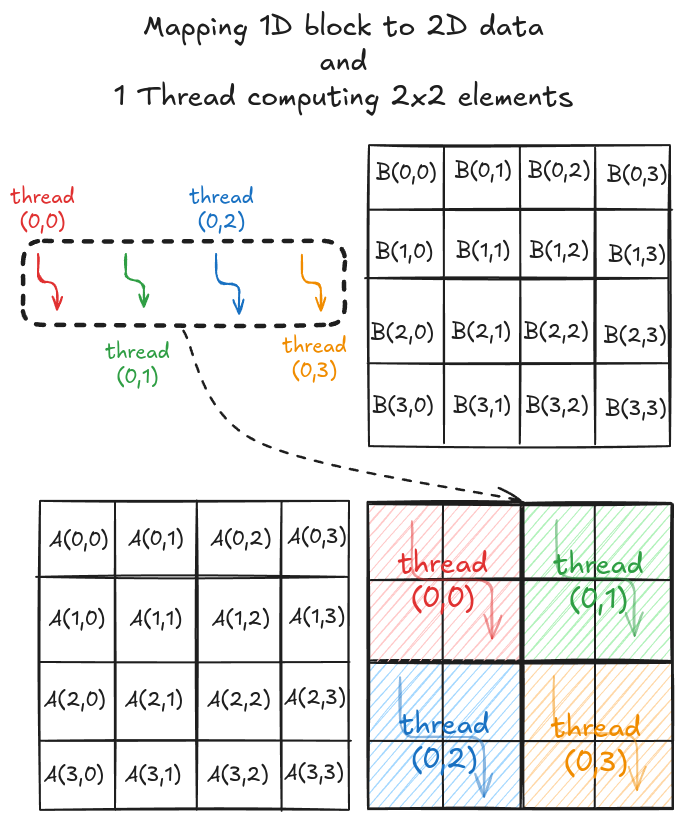 Mapping 1D block to 2D data
and
1 Thread computing 2x2 elements
thread
(0,0)
thread
(0,2)
thread
(0,1)
thread
(0,3)
B(0,0) B(0,1) B(0,2) B(0,3)
B(1,0) B(1,1) B(1,2) B(1,3)
B(2,0) B(2,1) B(2,2) B(2,3)
B(3,0) B(3,1) B(3,2) B(3,3)
A(0,0) A(0,1) A(0,2) A(0,3)
A(1,0) A(1,1) A(1,2) A(1,3)
A(2,0) A(2,1) A(2,2) A(2,3)
A(3,0) A(3,1) A(3,2) A(3,3)
thread
(0,0)
thread
(0,1)
thread
(0,2)
thread
(0,3)